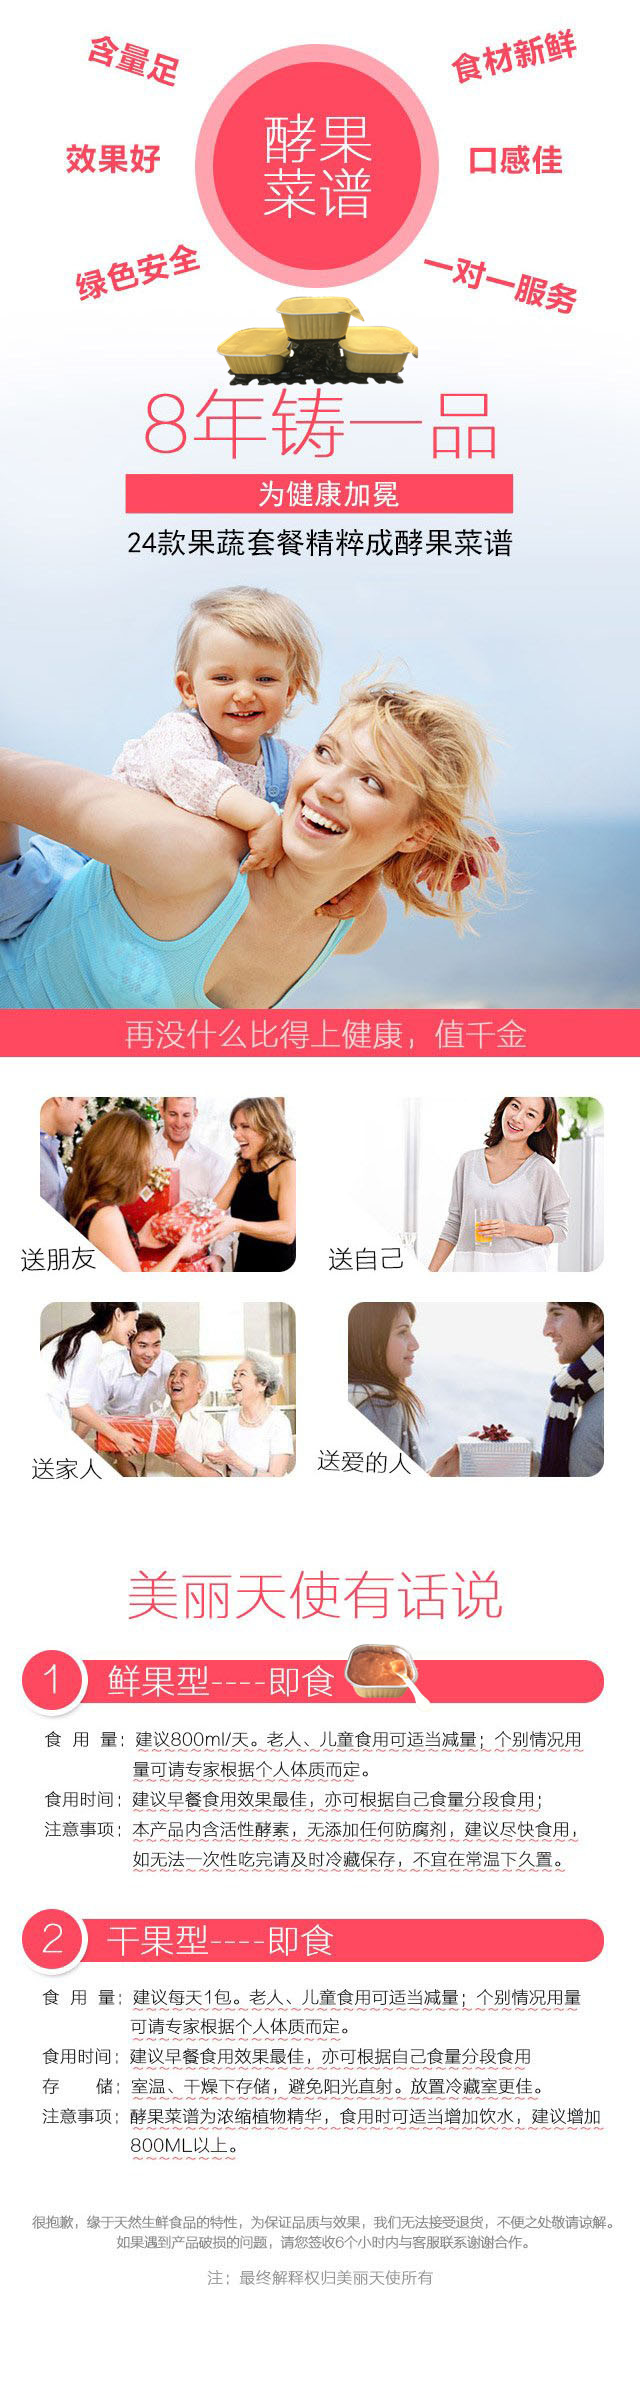 含量足
食材新鲜
效果好
酵果
菜谱
口感佳
绿色安全
一对一服务
8年铸一品
为健康加冕
24款果蔬套餐精粹成酵果菜谱
再没什么比得上健康，值千金
送朋友
送自己
送家人
送爱的人
美丽天使有话说
1 鲜果型----即食
食 用 量：建议800ml/天。老人、儿童食用可适当减量；个别情况用
量可请专家根据个人体质而定。
食用时间：建议早餐食用效果最佳，亦可根据自己食量分段食用；
注意事项：本产品内含活性酵素，无添加任何防腐剂，建议尽快食用，
如无法一次性吃完请及时冷藏保存，不宜在常温下久置。
2 干果型----即食
食 用 量：建议每天1包。老人、儿童食用可适当减量；个别情况用量
可请专家根据个人体质而定。
食用时间：建议早餐食用效果最佳，亦可根据自己食量分段食用
存 储：室温、干燥下存储，避免阳光直射。放置冷藏室更佳。
注意事项：酵果菜谱为浓缩植物精华，食用时可适当增加饮水，建议增加
800ML以上。
很抱歉，缘于天然生鲜食品的特性，为保证品质与效果，我们无法接受退货，不便之处敬请谅解。
如果遇到产品破损的问题，请您签收6个小时内与客服联系谢谢合作。
注：最终解释权归美丽天使所有